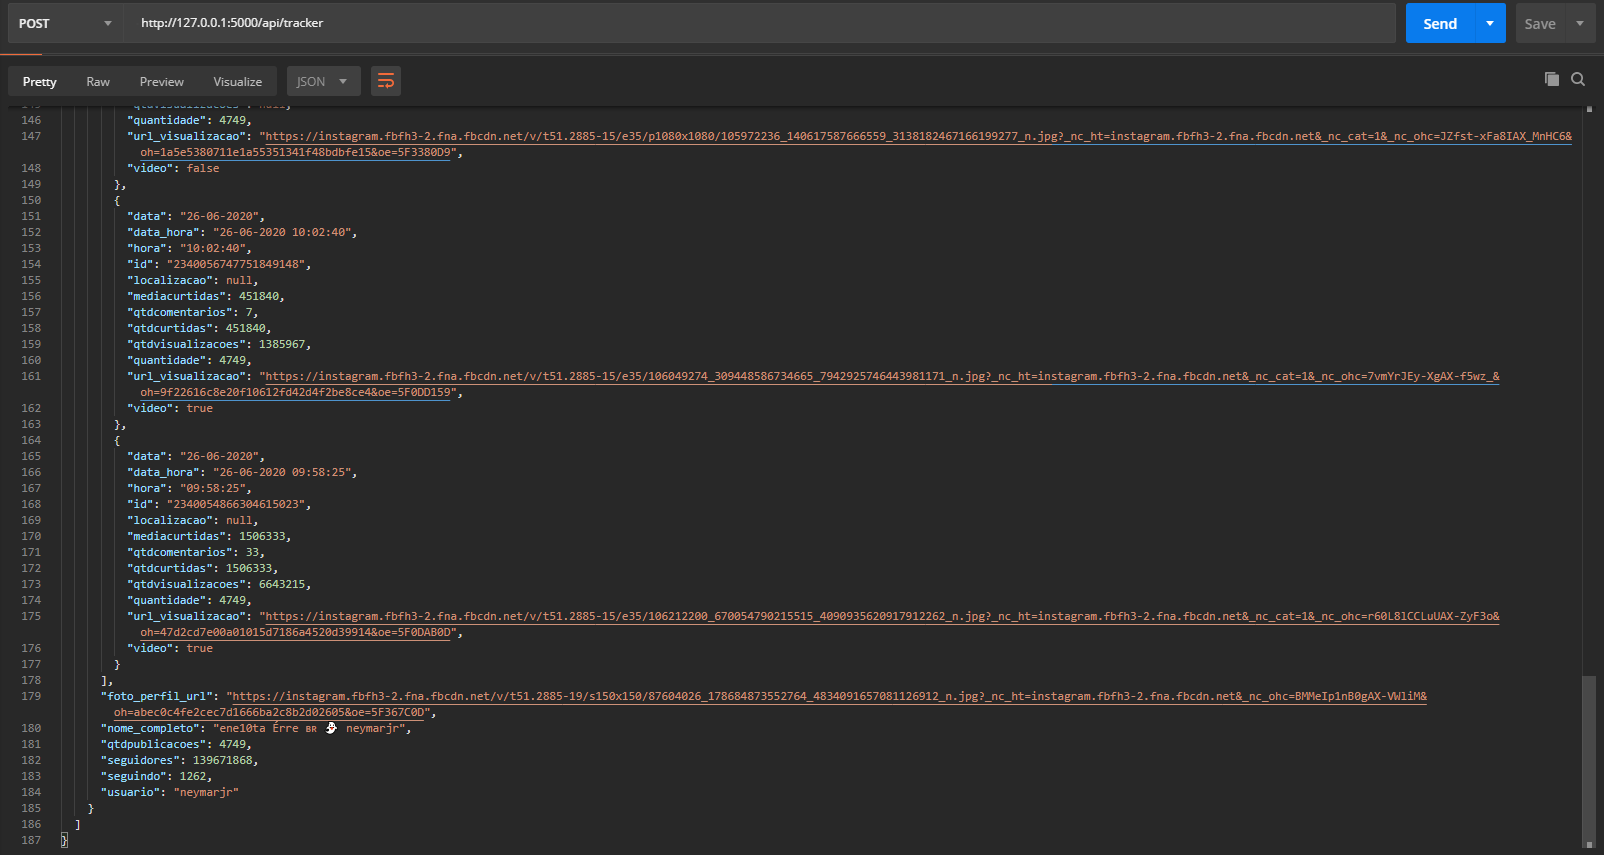 POST
http://127.0.0.1:5000/api/tracker
Send
Save
Pretty
Raw
Preview
Visualize
JSON
146 "quantidade": 4749,
147 "url_visualizacao": "https://instagram.fbfh3-2.fna.fbcdn.net/v/t51.2885-15/e35/p1080x1080/105972236_140617587666559_3138182467166199277_n.jpg?_nc_ht=instagram.fbfh3-2.fna.fbcdn.net&_nc_cat=1&_nc_ohc=JZfst-xFa8IAX_MnHC6&
oh=1a5e5380711e1a55351341f48bdbfe15&oe=5F3380D9",
148 "video": false
149 },
150 {
151 "data": "26-06-2020",
152 "data_hora": "26-06-2020 10:02:40",
153 "hora": "10:02:40",
154 "id": "2340056747751849148",
155 "localizacao": null,
156 "mediacurtidas": 451840,
157 "qtdcomentarios": 7,
158 "qtdcurtidas": 451840,
159 "qtdvisualizacoes": 1385967,
160 "quantidade": 4749,
161 "url_visualizacao": "https://instagram.fbfh3-2.fna.fbcdn.net/v/t51.2885-15/e35/106049274_309448586734665_7942925746443981171_n.jpg?_nc_ht=instagram.fbfh3-2.fna.fbcdn.net&_nc_cat=1&_nc_ohc=7vmYrJEy-XgAX-f5wz_&
oh=9f22616c8e20f10612fd42d4f2be8ce4&oe=5F0DD159",
162 "video": true
163 },
164 {
165 "data": "26-06-2020",
166 "data_hora": "26-06-2020 09:58:25",
167 "hora": "09:58:25",
168 "id": "2340054866304615023",
169 "localizacao": null,
170 "mediacurtidas": 1506333,
171 "qtdcomentarios": 33,
172 "qtdcurtidas": 1506333,
173 "qtdvisualizacoes": 6643215,
174 "quantidade": 4749,
175 "url_visualizacao": "https://instagram.fbfh3-2.fna.fbcdn.net/v/t51.2885-15/e35/106212200_670054790215515_4090935620917912262_n.jpg?_nc_ht=instagram.fbfh3-2.fna.fbcdn.net&_nc_cat=1&_nc_ohc=r60L8lCCLuUAX-ZyF3o&
oh=47d2cd7e00a01015d7186a4520d39914&oe=5F0DAB0D",
176 "video": true
177 }
178 ],
179 "foto_perfil_url": "https://instagram.fbfh3-2.fna.fbcdn.net/v/t51.2885-19/s150x150/87604026_178684873552764_4834091657081126912_n.jpg?_nc_ht=instagram.fbfh3-2.fna.fbcdn.net&_nc_ohc=BMMeIp1nB0gAX-VWliM&
oh=abec0c4fe2cec7d1666ba2c8b2d02605&oe=5F367C0D",
180 "nome_completo": "ene10ta Érre 🇧🇷 👻 neymarjr",
181 "qtdpublicacoes": 4749,
182 "seguidores": 139671868,
183 "seguindo": 1262,
184 "usuario": "neymarjr"
185 }
186 ]
187 }